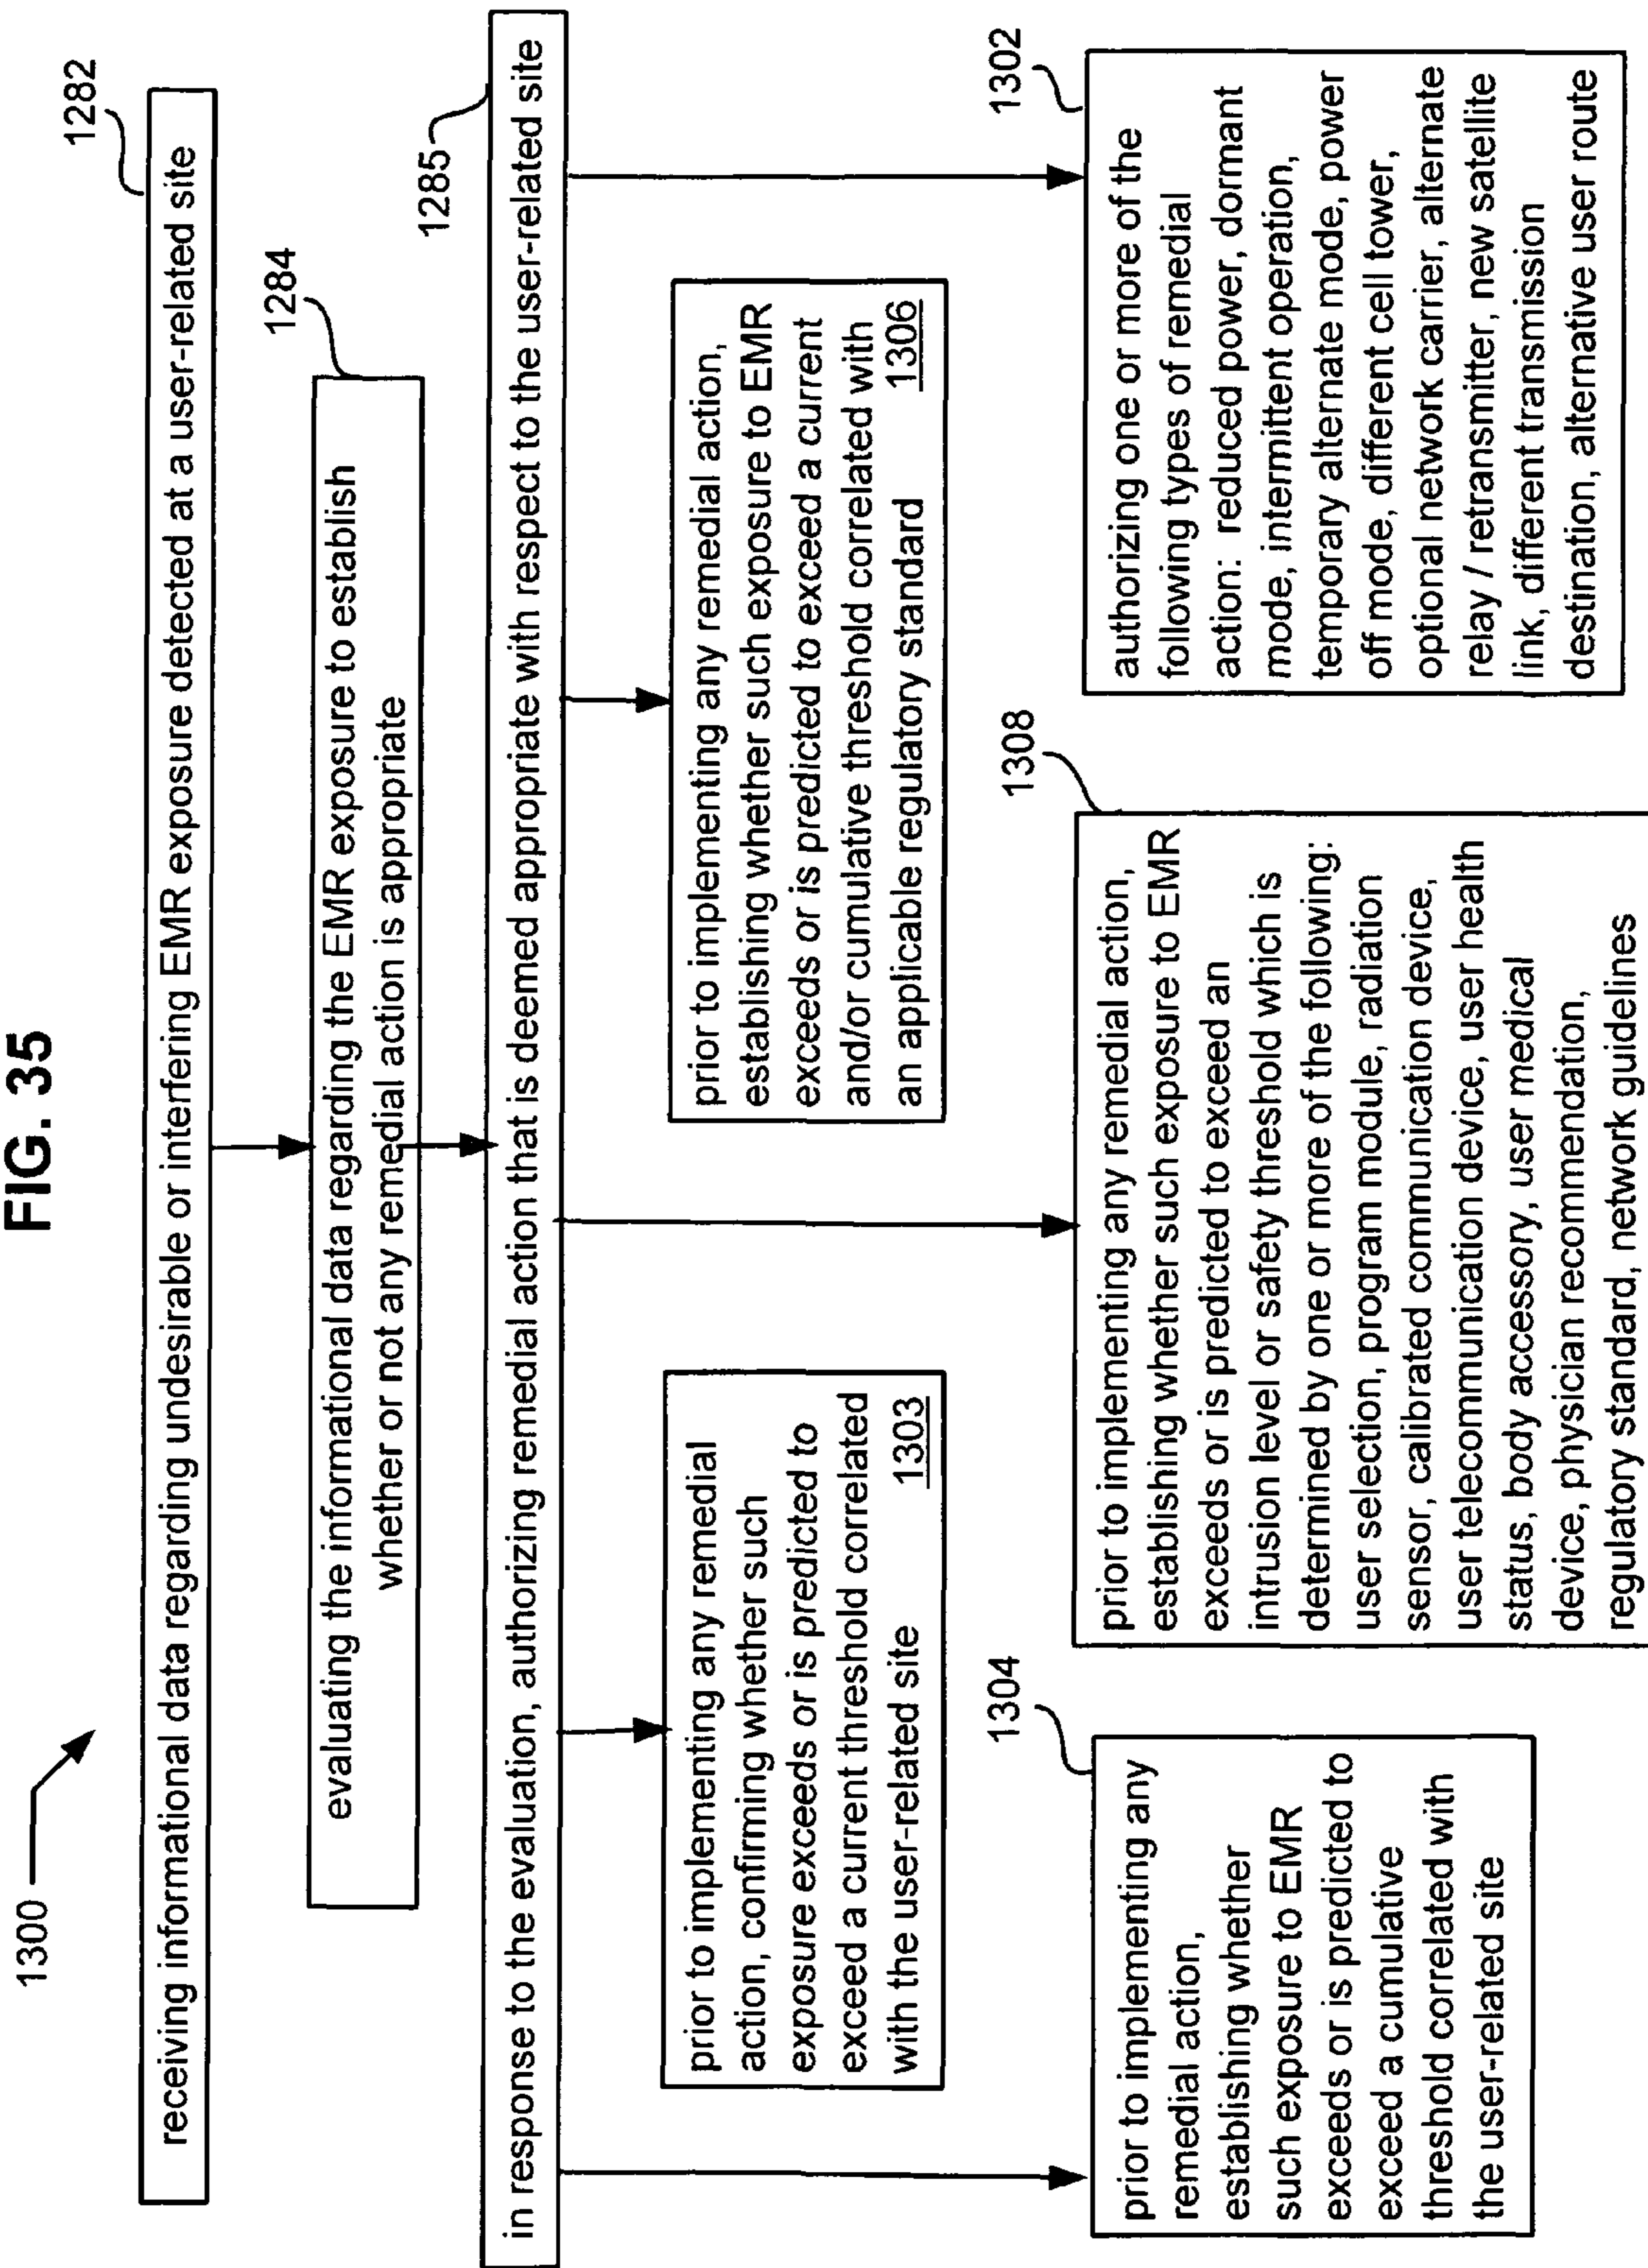 FIG. 35
1300
1282
receiving informational data regarding undesirable or interfering EMR exposure detected at a user-related site
1284
evaluating the informational data regarding the EMR exposure to establish
whether or not any remedial action is appropriate
1285
in response to the evaluation, authorizing remedial action that is deemed appropriate with respect to the user-related site
prior to implementing any remedial
action, confirming whether such
exposure exceeds or is predicted to
exceed a current threshold correlated
with the user-related site 1303
prior to implementing any remedial action,
establishing whether such exposure to EMR
exceeds or is predicted to exceed a current
and/or cumulative threshold correlated with
an applicable regulatory standard 1306
1304
prior to implementing any
remedial action,
establishing whether
such exposure to EMR
exceeds or is predicted to
exceed a cumulative
threshold correlated with
the user-related site
1308
prior to implementing any remedial action,
establishing whether such exposure to EMR
exceeds or is predicted to exceed an
intrusion level or safety threshold which is
determined by one or more of the following:
user selection, program module, radiation
sensor, calibrated communication device,
user telecommunication device, user health
status, body accessory, user medical
device, physician recommendation,
regulatory standard, network guidelines
1302
authorizing one or more of the
following types of remedial
action: reduced power, dormant
mode, intermittent operation,
temporary alternate mode, power
off mode, different cell tower,
optional network carrier, alternate
relay / retransmitter, new satellite
link, different transmission
destination, alternative user route